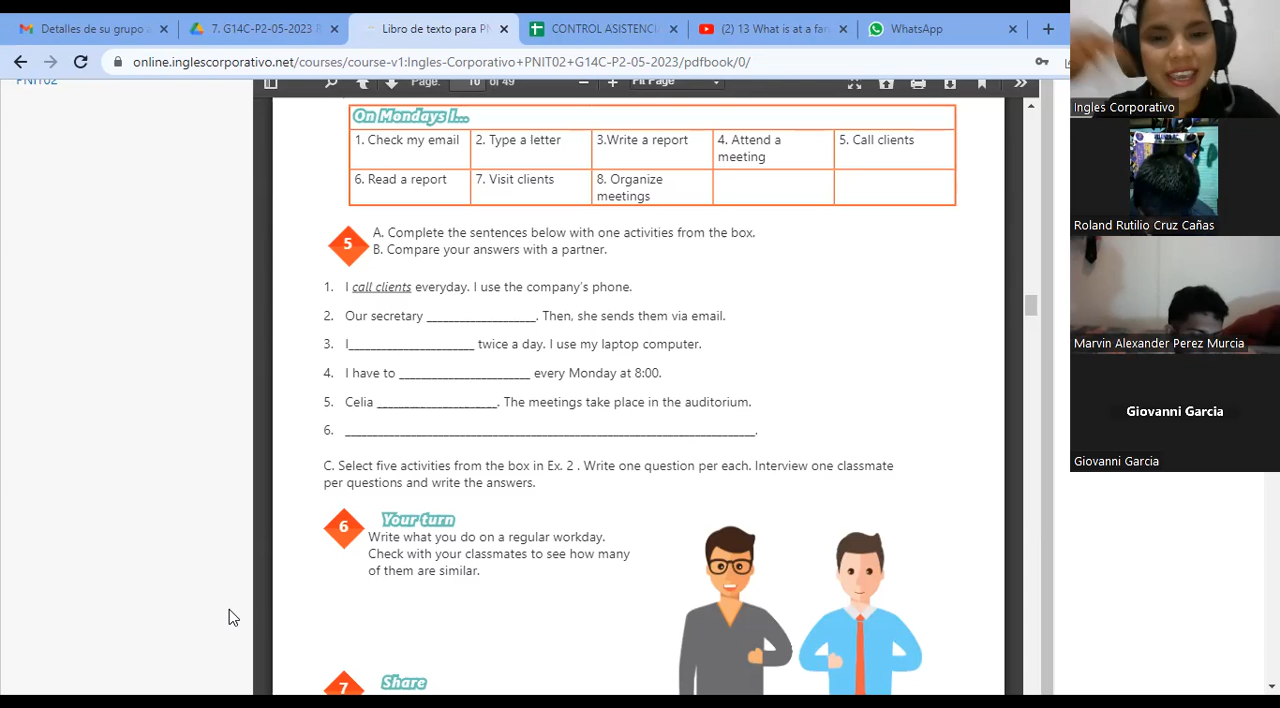 Detalles de su grupo
7. G14C-P2-05-2023
Libro de texto para PN
CONTROL ASISTENCI
(2) 13 What is at a far
WhatsApp
online.inglescorporativo.net/courses/course-v1:Ingles-Corporativo+PNIT02+G14C-P2-05-2023/pdfbook/0/
PNIT02
Page: 10 of 49
Fit Page
On Mondays I...
1. Check my email
2. Type a letter
3.Write a report
4. Attend a
meeting
5. Call clients
6. Read a report
7. Visit clients
8. Organize
meetings
5
A. Complete the sentences below with one activities from the box.
B. Compare your answers with a partner.
1. I call clients everyday. I use the company's phone.
2. Our secretary ____________________. Then, she sends them via email.
3. I_______________________ twice a day. I use my laptop computer.
4. I have to ________________________ every Monday at 8:00.
5. Celia ______________________. The meetings take place in the auditorium.
6. ___________________________________________________________________________.
C. Select five activities from the box in Ex. 2 . Write one question per each. Interview one classmate
per questions and write the answers.
6
Your turn
Write what you do on a regular workday.
Check with your classmates to see how many
of them are similar.
7
Share
Ingles Corporativo
Roland Rutilio Cruz Cañas
Marvin Alexander Perez Murcia
Giovanni Garcia
Giovanni Garcia